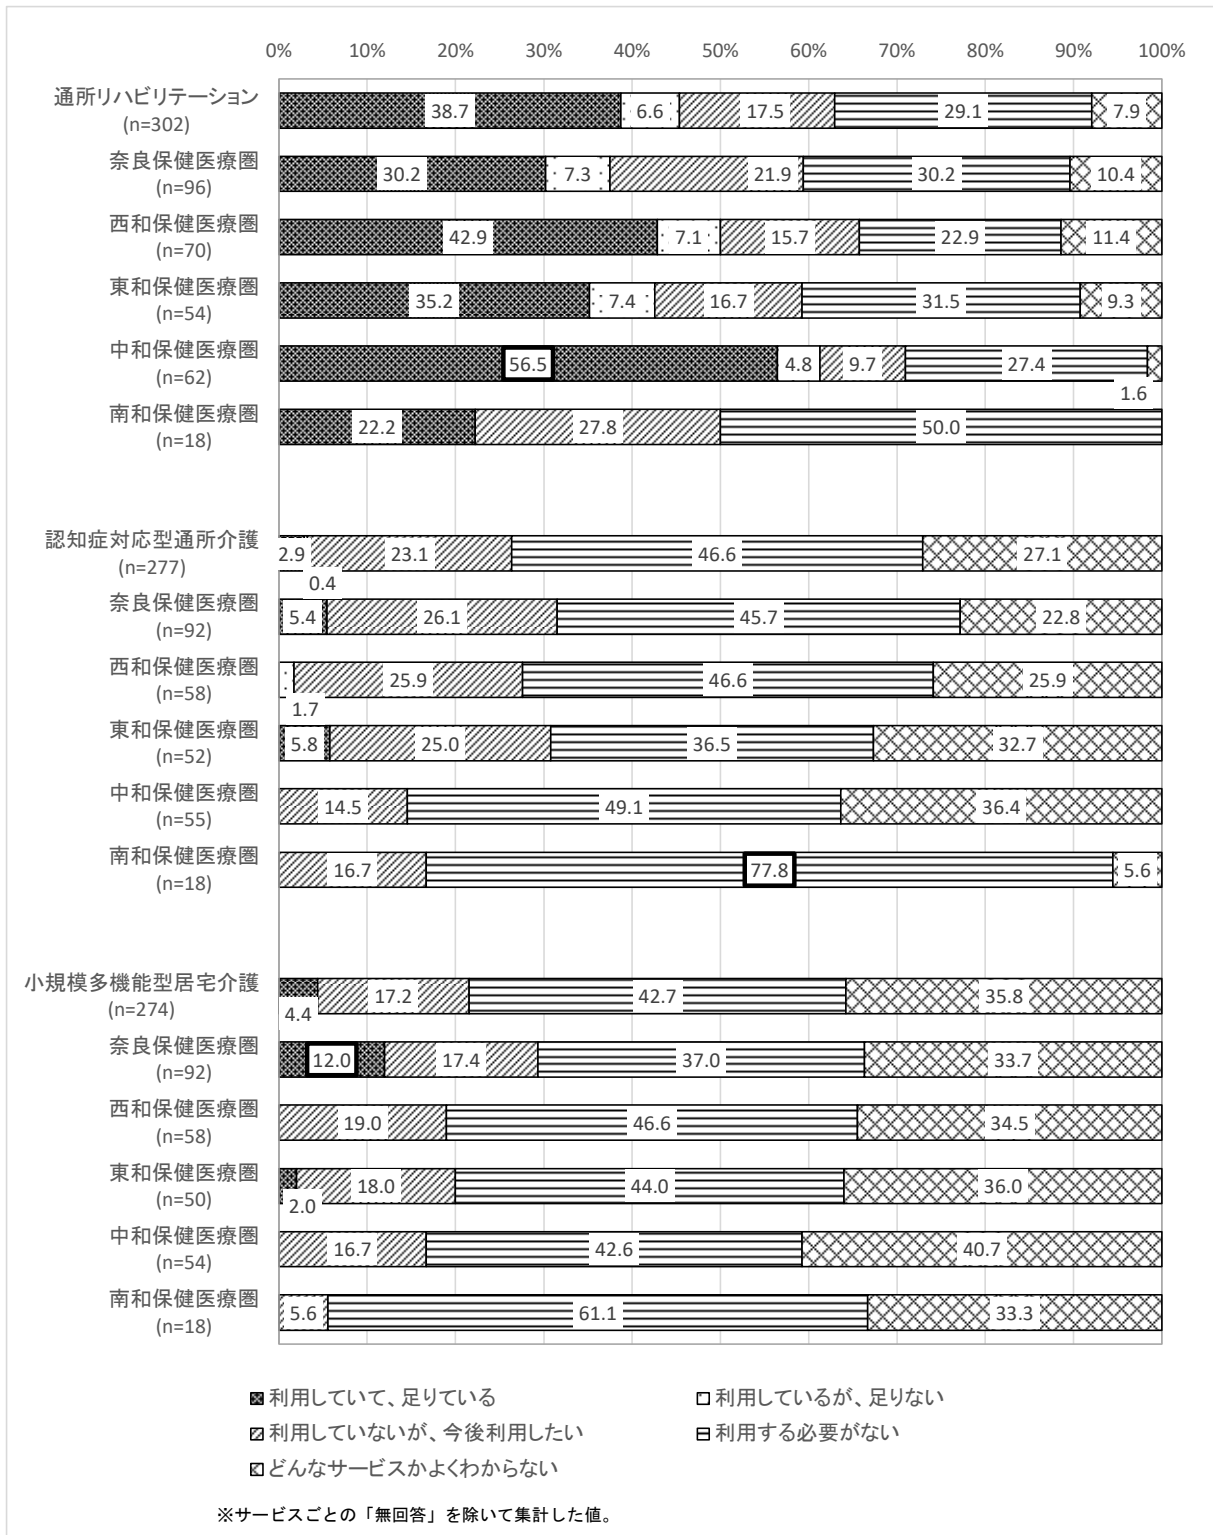 0% 10% 20% 30% 40% 50% 60% 70% 80% 90% 100%
通所リハビリテーション
(n=302)
38.7 6.6 17.5 29.1 7.9
奈良保健医療圏
(n=96)
30.2 7.3 21.9 30.2 10.4
西和保健医療圏
(n=70)
42.9 7.1 15.7 22.9 11.4
東和保健医療圏
(n=54)
35.2 7.4 16.7 31.5 9.3
中和保健医療圏
(n=62)
56.5 4.8 9.7 27.4 1.6
南和保健医療圏
(n=18)
22.2 27.8 50.0
認知症対応型通所介護
(n=277)
2.9 0.4 23.1 46.6 27.1
奈良保健医療圏
(n=92)
5.4 26.1 45.7 22.8
西和保健医療圏
(n=58)
1.7 25.9 46.6 25.9
東和保健医療圏
(n=52)
5.8 25.0 36.5 32.7
中和保健医療圏
(n=55)
14.5 49.1 36.4
南和保健医療圏
(n=18)
16.7 77.8 5.6
小規模多機能型居宅介護
(n=274)
4.4 17.2 42.7 35.8
奈良保健医療圏
(n=92)
12.0 17.4 37.0 33.7
西和保健医療圏
(n=58)
19.0 46.6 34.5
東和保健医療圏
(n=50)
2.0 18.0 44.0 36.0
中和保健医療圏
(n=54)
16.7 42.6 40.7
南和保健医療圏
(n=18)
5.6 61.1 33.3
利用していて、足りている 利用しているが、足りない
利用していないが、今後利用したい 利用する必要がない
どんなサービスかよくわからない
※サービスごとの「無回答」を除いて集計した値。